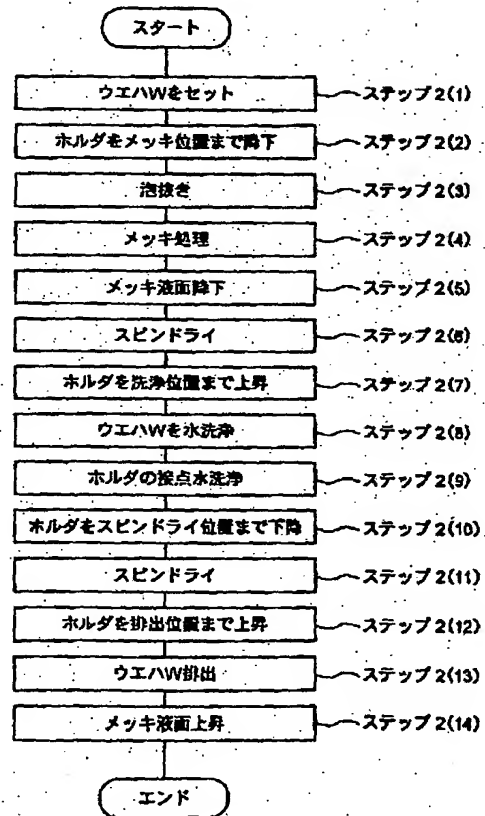 スタート
ウエハWをセット ステップ2(1)
ホルダをメッキ位置まで降下 ステップ2(2)
泡抜き ステップ2(3)
メッキ処理 ステップ2(4)
メッキ液面降下 ステップ2(5)
スピンドライ ステップ2(6)
ホルダを洗浄位置まで上昇 ステップ2(7)
ウエハWを水洗浄 ステップ2(8)
ホルダの接点水洗浄 ステップ2(9)
ホルダをスピンドライ位置まで下降 ステップ2(10)
スピンドライ ステップ2(11)
ホルダを排出位置まで上昇 ステップ2(12)
ウエハW排出 ステップ2(13)
メッキ液面上昇 ステップ2(14)
エンド